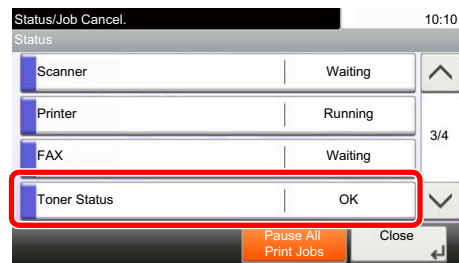 Status/Job Cancel. 10:10
Status
Scanner Waiting
Printer Running
3/4
FAX Waiting
Toner Status OK
Pause All
Print Jobs
Close